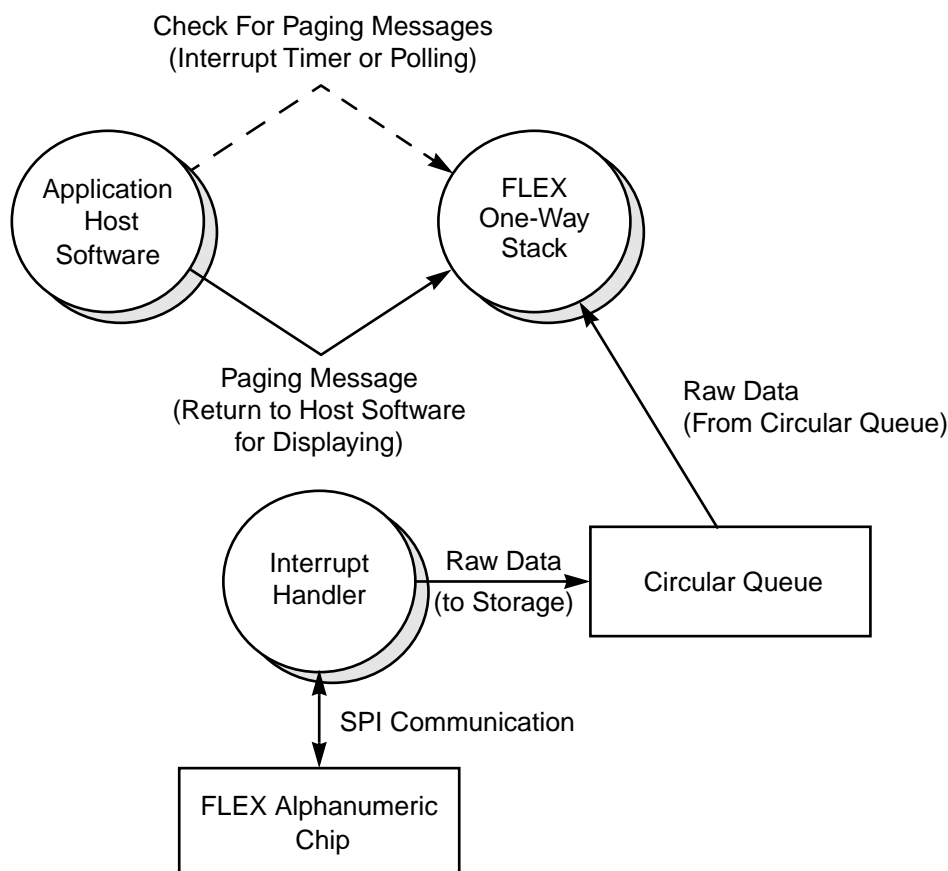 Check For Paging Messages
(Interrupt Timer or Polling)
Application
Host
Software
FLEX
One-Way
Stack
Paging Message
(Return to Host Software
for Displaying)
Raw Data
(From Circular Queue)
Interrupt
Handler
Raw Data
(to Storage)
Circular Queue
SPI Communication
FLEX Alphanumeric
Chip